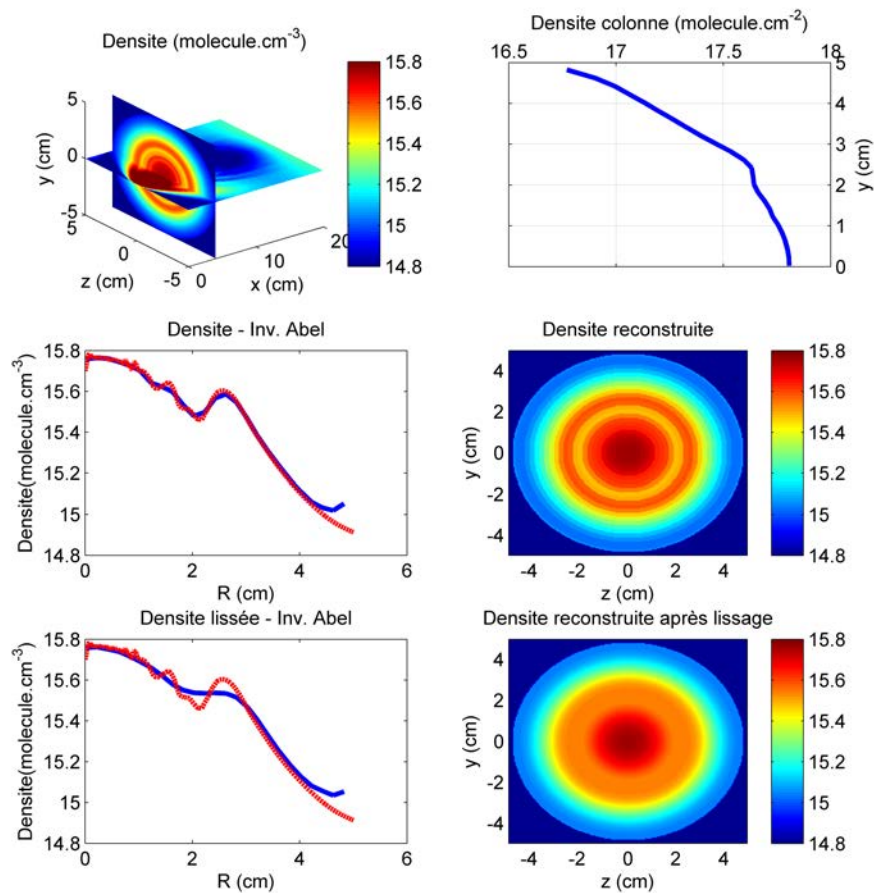 Densite (molecule.cm-3)
5
0
-5
y (cm)
5
0
-5
z (cm)
0
10
20
x (cm)
15.8
15.6
15.4
15.2
15
14.8
Densite colonne (molecule.cm-2)
16.5 17 17.5 18
5
4
3
2
1
0
y (cm)
Densite - Inv. Abel
15.8
15.6
15.4
15.2
15
14.8
Densité(molecule.cm-3)
0 2 4 6
R (cm)
Densite reconstruite
4
2
0
-2
-4
y (cm)
-4 -2 0 2 4
z (cm)
15.8
15.6
15.4
15.2
15
14.8
Densite lissée - Inv. Abel
15.8
15.6
15.4
15.2
15
14.8
Densité(molecule.cm-3)
0 2 4 6
R (cm)
Densite reconstruite après lissage
4
2
0
-2
-4
y (cm)
-4 -2 0 2 4
z (cm)
15.8
15.6
15.4
15.2
15
14.8